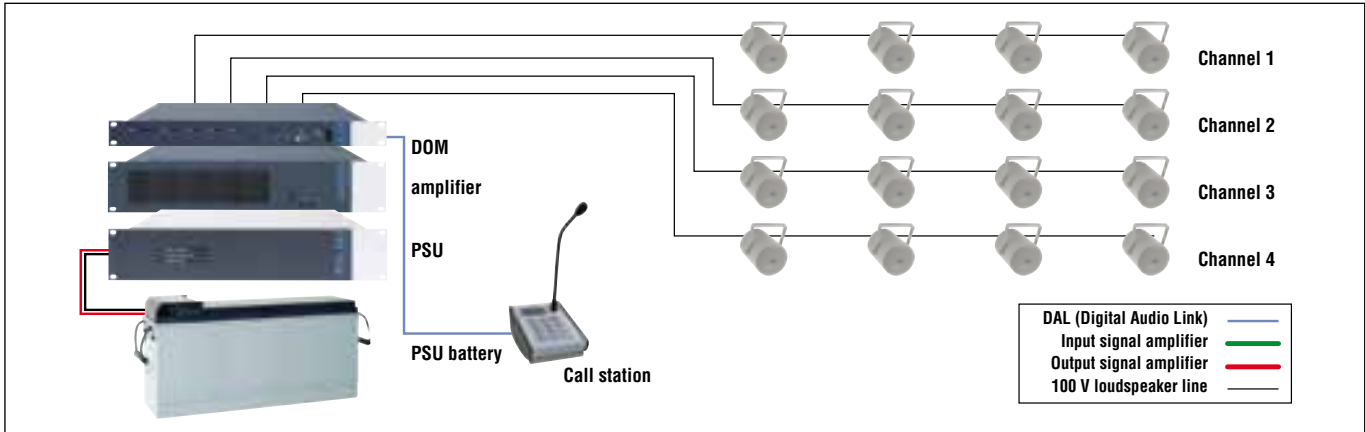 Channel 1
Channel 2
DOM
amplifier
Channel 3
PSU
Channel 4
DAL (Digital Audio Link)
Input signal amplifier
Output signal amplifier
100 V loudspeaker line
PSU battery
Call station